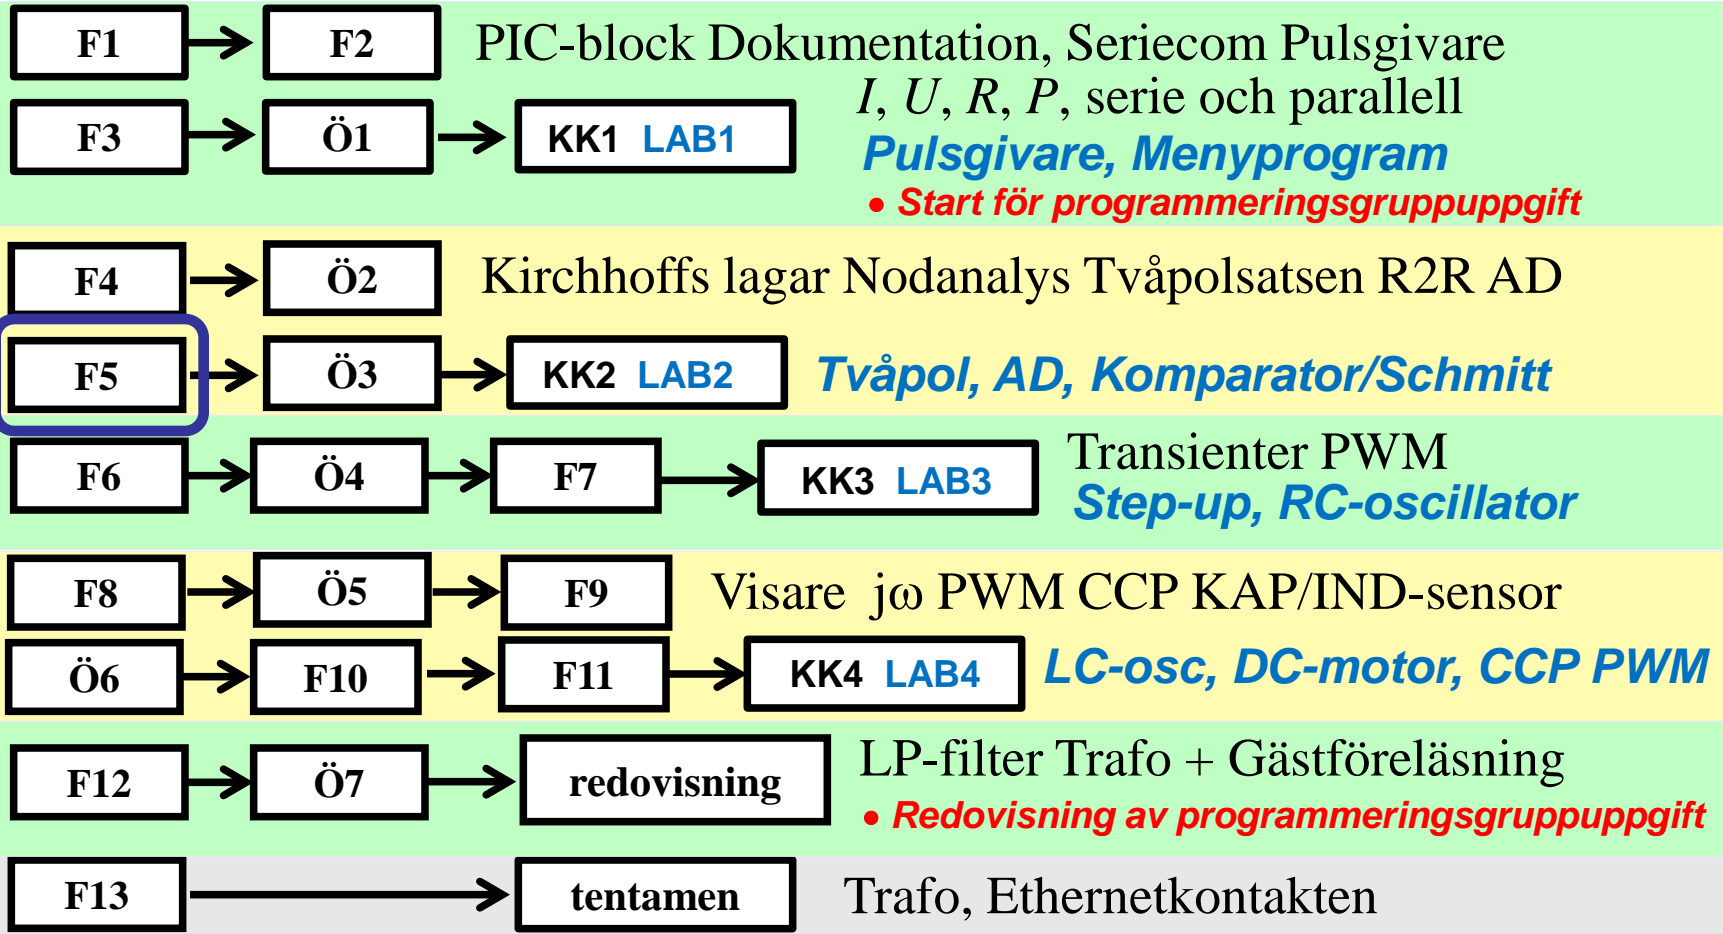 F1 F2 PIC-block Dokumentation, Seriecom Pulsgivare
I, U, R, P, serie och parallell
F3 Ö1 KK1 LAB1
Pulsgivare, Menyprogram
• Start för programmeringsgruppuppgift
F4 Ö2 Kirchhoffs lagar Nodanalys Tvåpolsatsen R2R AD
F5 Ö3 KK2 LAB2 Tvåpol, AD, Komparator/Schmitt
F6 Ö4 F7 KK3 LAB3
Transienter PWM
Step-up, RC-oscillator
F8 Ö5 F9 Visare jω PWM CCP KAP/IND-sensor
Ö6 F10 F11 KK4 LAB4 LC-osc, DC-motor, CCP PWM
F12 Ö7 redovisning LP-filter Trafo + Gästföreläsning
• Redovisning av programmeringsgruppuppgift
F13 tentamen Trafo, Ethernetkontakten